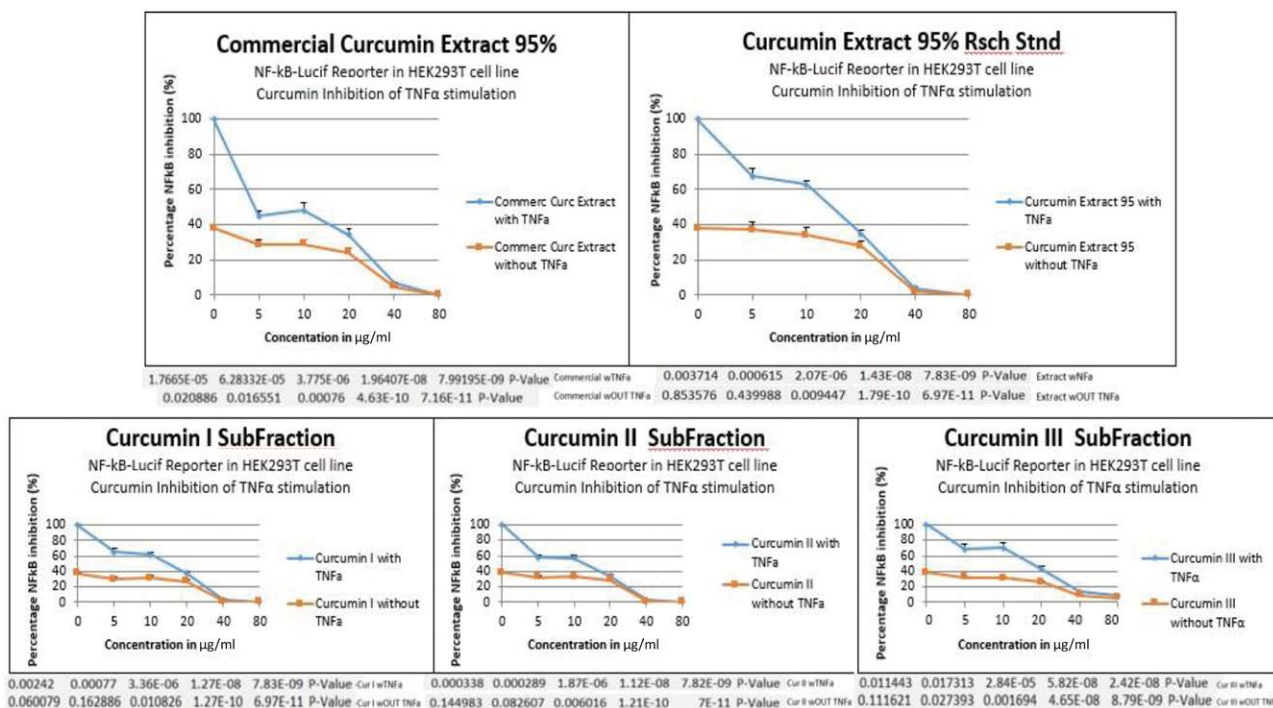 Commercial Curcumin Extract 95%
NF-kB-Lucif Reporter in HEK293T cell line
Curcumin Inhibition of TNFα stimulation
Percentage NFkB inhibition (%)
100
80
60
40
20
0
0 5 10 20 40 80
Concentation in µg/ml
Commerc Curc Extract
with TNFa
Commerc Curc Extract
without TNFa
Curcumin Extract 95% Rsch Stnd
NF-kB-Lucif Reporter in HEK293T cell line
Curcumin Inhibition of TNFα stimulation
Percentage NFkB inhibition (%)
100
80
60
40
20
0
0 5 10 20 40 80
Concentration in µg/ml
Curcumin Extract 95 with
TNFa
Curcumin Extract 95
without TNFa
1.7665E-05 6.28332E-05 3.775E-06 1.96407E-08 7.99195E-09 P-Value Commercial wTNFa
0.020886 0.016551 0.00076 4.63E-10 7.16E-11 P-Value Commercial wOUT TNFa
0.003714 0.000615 2.07E-06 1.43E-08 7.83E-09 P-Value Extract wNFa
0.853576 0.439988 0.009447 1.79E-10 6.97E-11 P-Value Extract wOUT TNFa
Curcumin I SubFraction
NF-kB-Lucif Reporter in HEK293T cell line
Curcumin Inhibition of TNFα stimulation
Percentage NFkB inhibition (%)
100
80
60
40
20
0
0 5 10 20 40 80
Concentration in µg/ml
Curcumin I with
TNFa
Curcumin I without
TNFa
Curcumin II SubFraction
NF-kB-Lucif Reporter in HEK293T cell line
Curcumin Inhibition of TNFα stimulation
Percentage NFkB inhibition (%)
100
80
60
40
20
0
0 5 10 20 40 80
Concentration in µg/ml
Curcumin II with
TNFa
Curcumin II
without TNFa
Curcumin III SubFraction
NF-kB-Lucif Reporter in HEK293T cell line
Curcumin Inhibition of TNFα stimulation
Percentage NFkB inhibition (%)
100
80
60
40
20
0
0 5 10 20 40 80
Concentration in µg/ml
Curcumin III with
TNFα
Curcumin III
without TNFα
0.00242 0.00077 3.36E-06 1.27E-08 7.83E-09 P-Value Cur I wTNFa
0.060079 0.162886 0.010826 1.27E-10 6.97E-11 P-Value Cur I wOUT TNFa
0.000338 0.000289 1.87E-06 1.12E-08 7.82E-09 P-Value Cur II wTNFa
0.144983 0.082607 0.006016 1.21E-10 7E-11 P-Value Cur II wOUT TNFa
0.011443 0.017313 2.84E-05 5.82E-08 2.42E-08 P-Value Cur III wTNFa
0.111621 0.027393 0.001694 4.65E-08 8.79E-09 P-Value Cur III wOUT TNFa